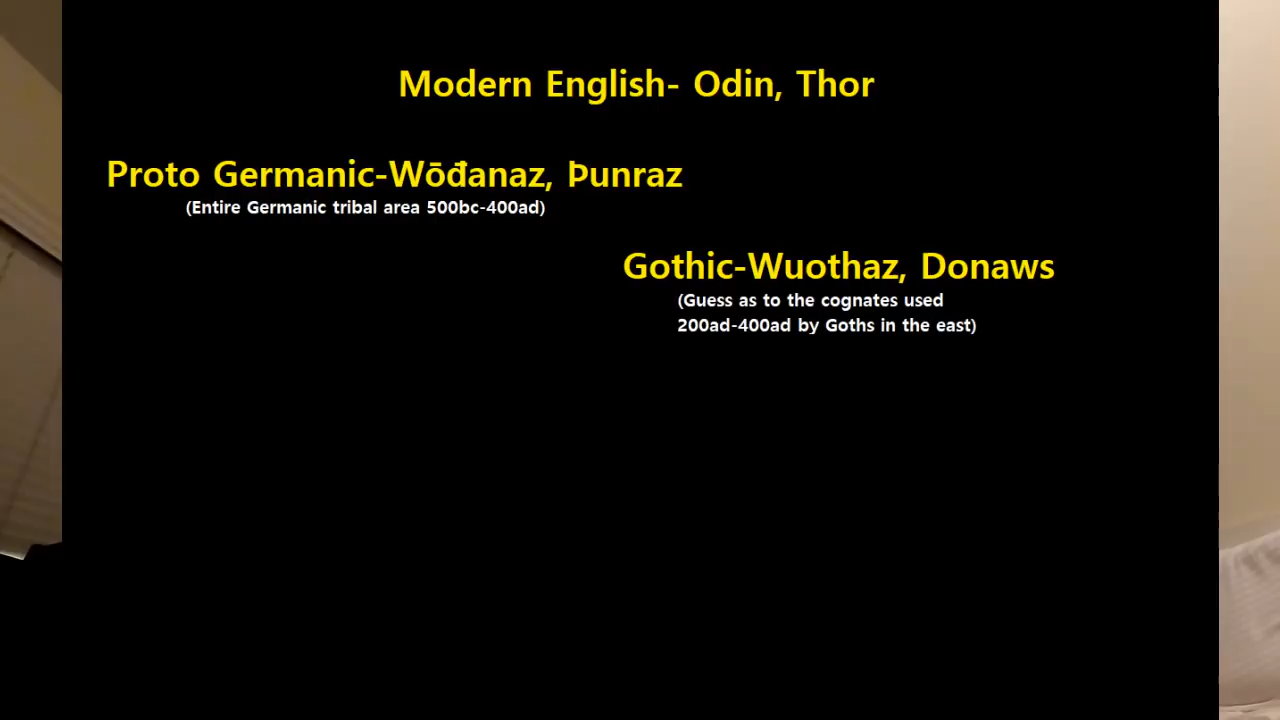 Modern English- Odin, Thor
Proto Germanic-Wōđanaz, Þunraz
(Entire Germanic tribal area 500bc-400ad)
Gothic-Wuothaz, Donaws
(Guess as to the cognates used
200ad-400ad by Goths in the east)